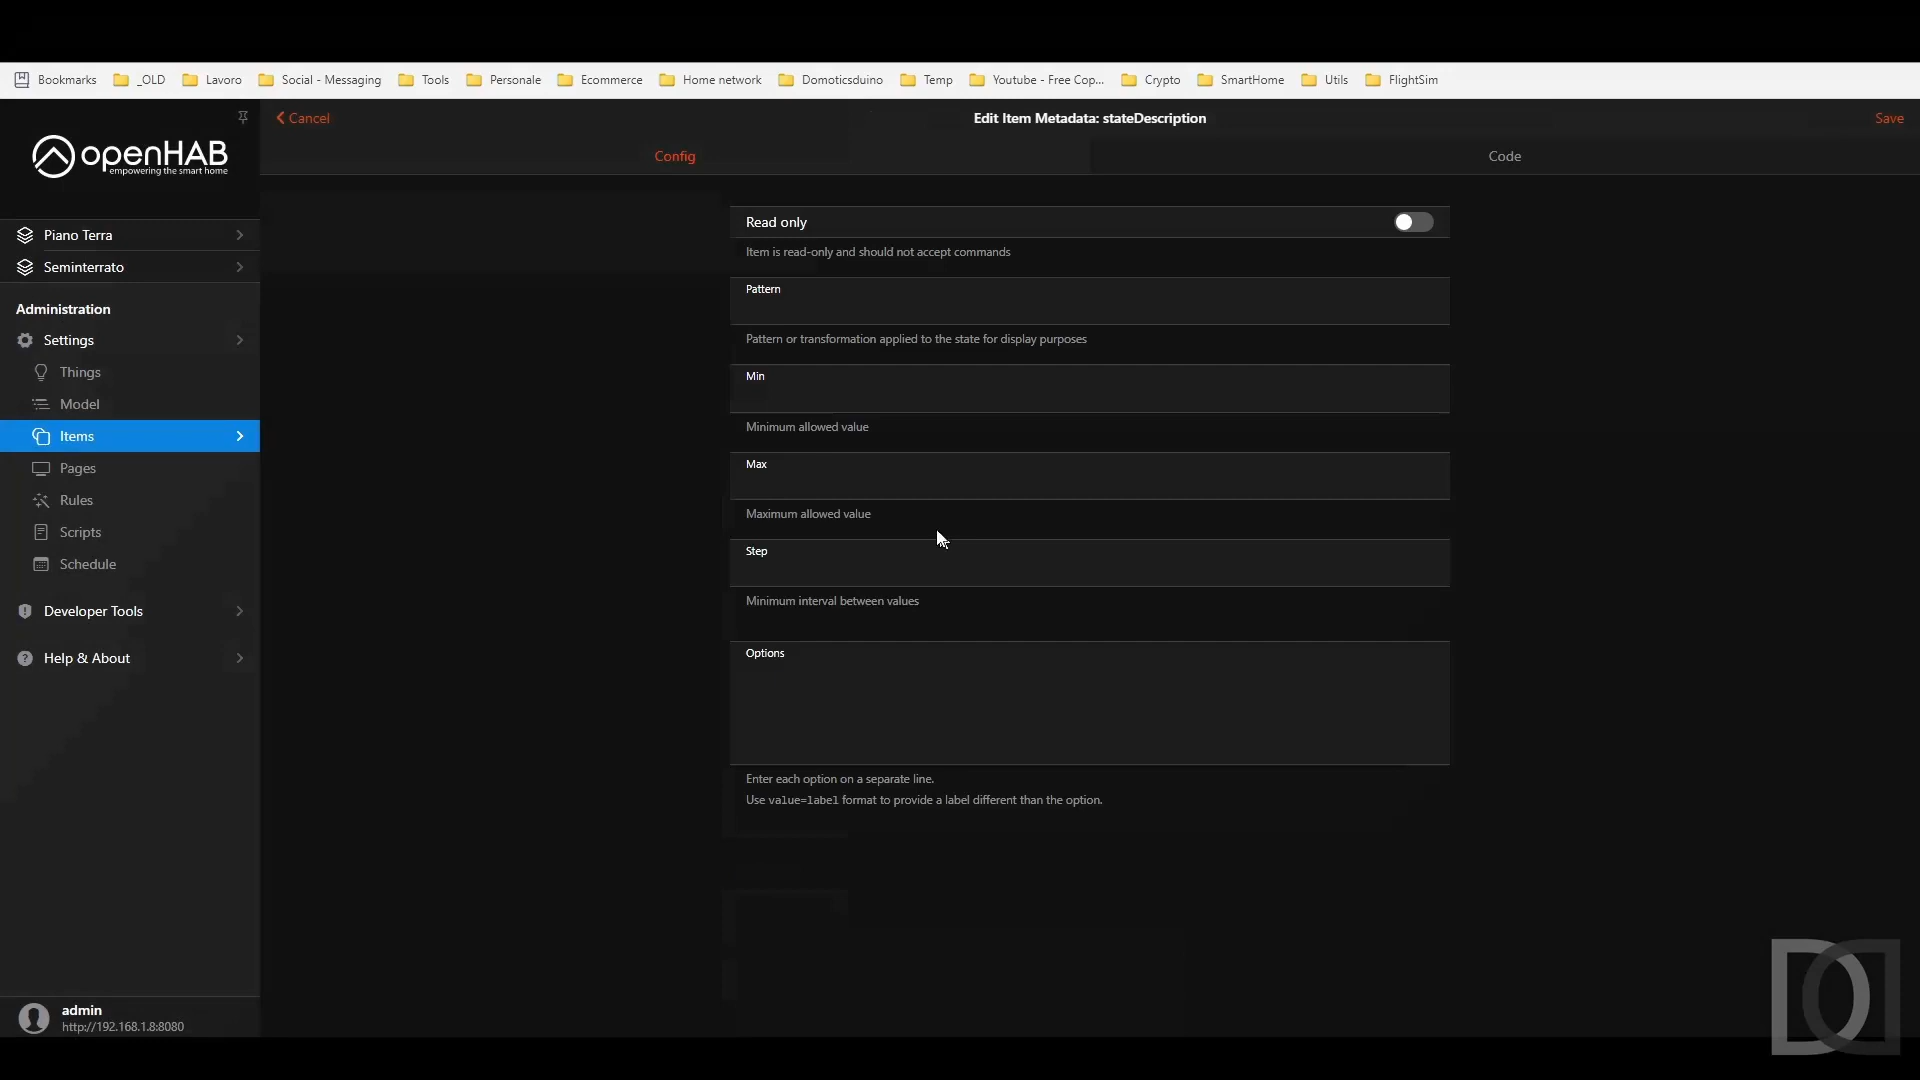 Bookmarks _OLD Lavoro Social - Messaging Tools Personale Ecommerce Home network Domoticsduino Temp Youtube - Free Cop... Crypto SmartHome Utils FlightSim
openHAB
empowering the smart home
Piano Terra
Seminterrato
Administration
Settings
Things
Model
Items
Pages
Rules
Scripts
Schedule
Developer Tools
Help & About
admin
http://192.168.1.8:8080
Cancel
Edit Item Metadata: stateDescription
Save
Config
Code
Read only
Item is read-only and should not accept commands
Pattern
Pattern or transformation applied to the state for display purposes
Min
Minimum allowed value
Max
Maximum allowed value
Step
Minimum interval between values
Options
Enter each option on a separate line.
Use value=label format to provide a label different than the option.
DD